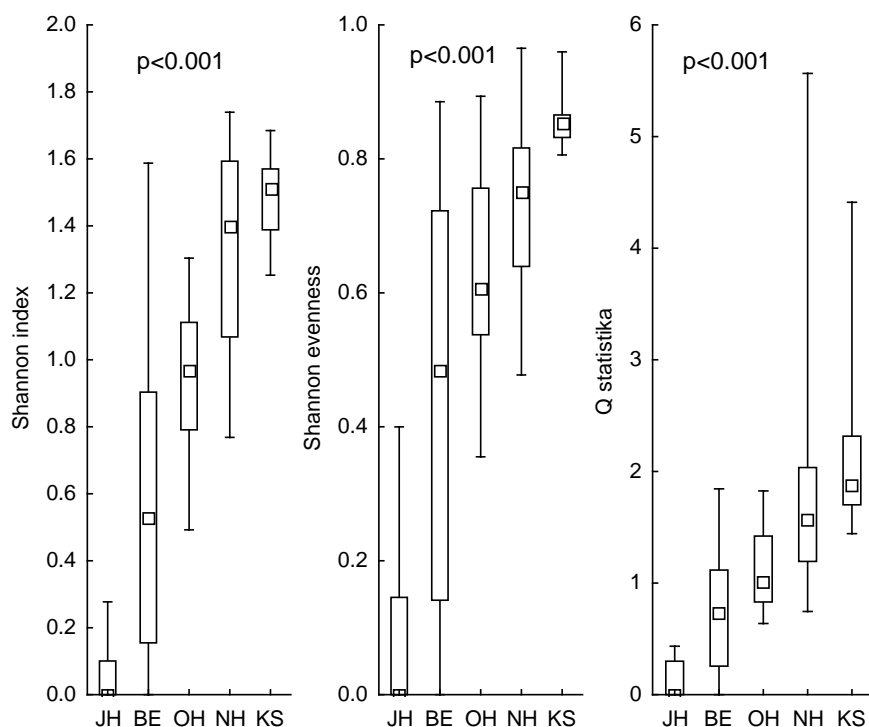 2.0
1.8
1.6
1.4
1.2
1.0
0.8
0.6
0.4
0.2
0.0
Shannon index
p<0.001
JH BE OH NH KS
1.0
0.8
0.6
0.4
0.2
0.0
Shannon evenness
p<0.001
JH BE OH NH KS
6
5
4
3
2
1
0
Q statistika
p<0.001
JH BE OH NH KS